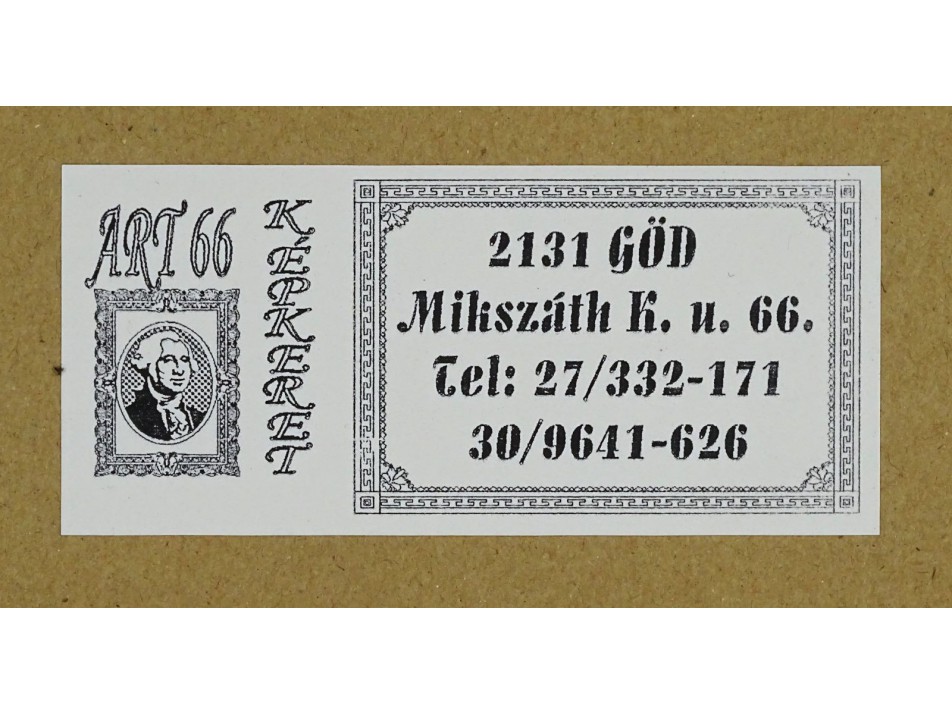 ART 66
KÉPKERET
2131 GÖD
Mikszáth K. u. 66.
Tel: 27/332-171
30/9641-626